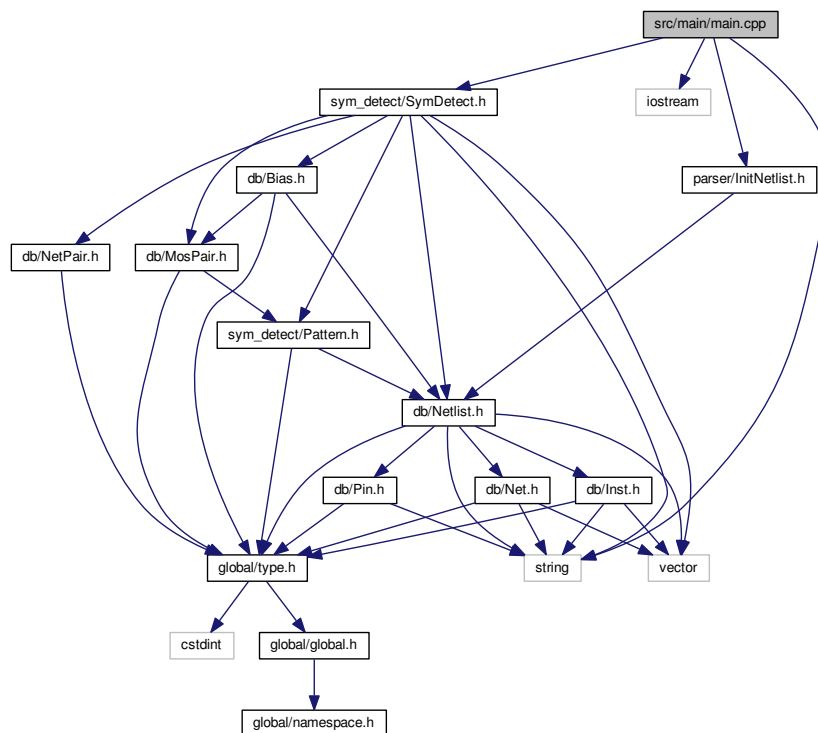 src/main/main.cpp
sym_detect/SymDetect.h
iostream
db/Bias.h
parser/InitNetlist.h
db/NetPair.h
db/MosPair.h
sym_detect/Pattern.h
db/Netlist.h
db/Pin.h
db/Net.h
db/Inst.h
global/type.h
string
vector
cstdint
global/global.h
global/namespace.h